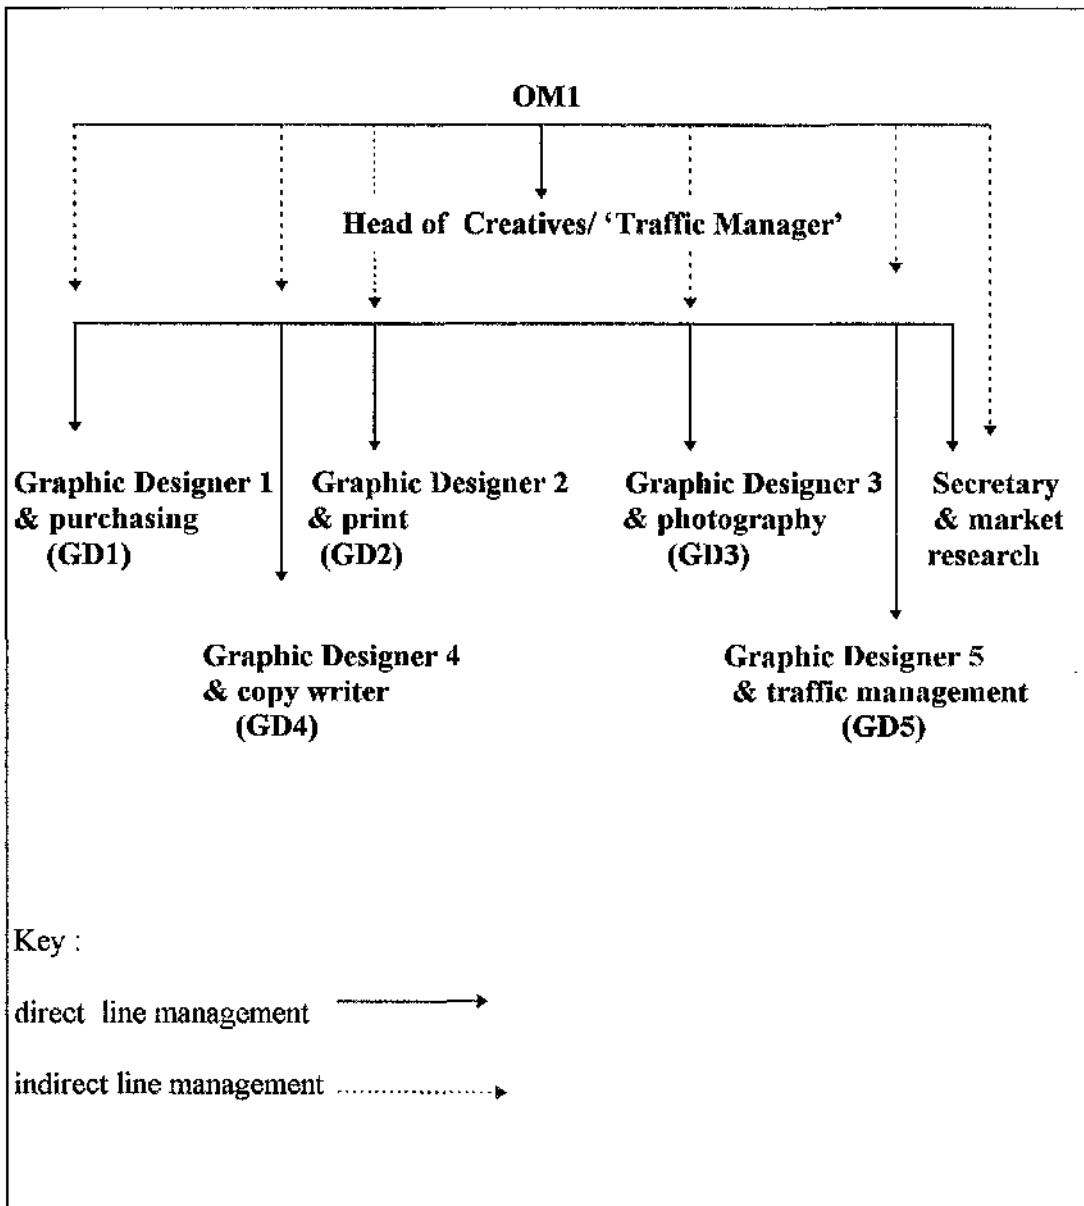 OM1
Head of Creatives/ ‘Traffic Manager’
Graphic Designer 1
& purchasing
(GD1)
Graphic Designer 2
& print
(GD2)
Graphic Designer 3
& photography
(GD3)
Secretary
& market
research
Graphic Designer 4
& copy writer
(GD4)
Graphic Designer 5
& traffic management
(GD5)
Key :
direct line management
indirect line management